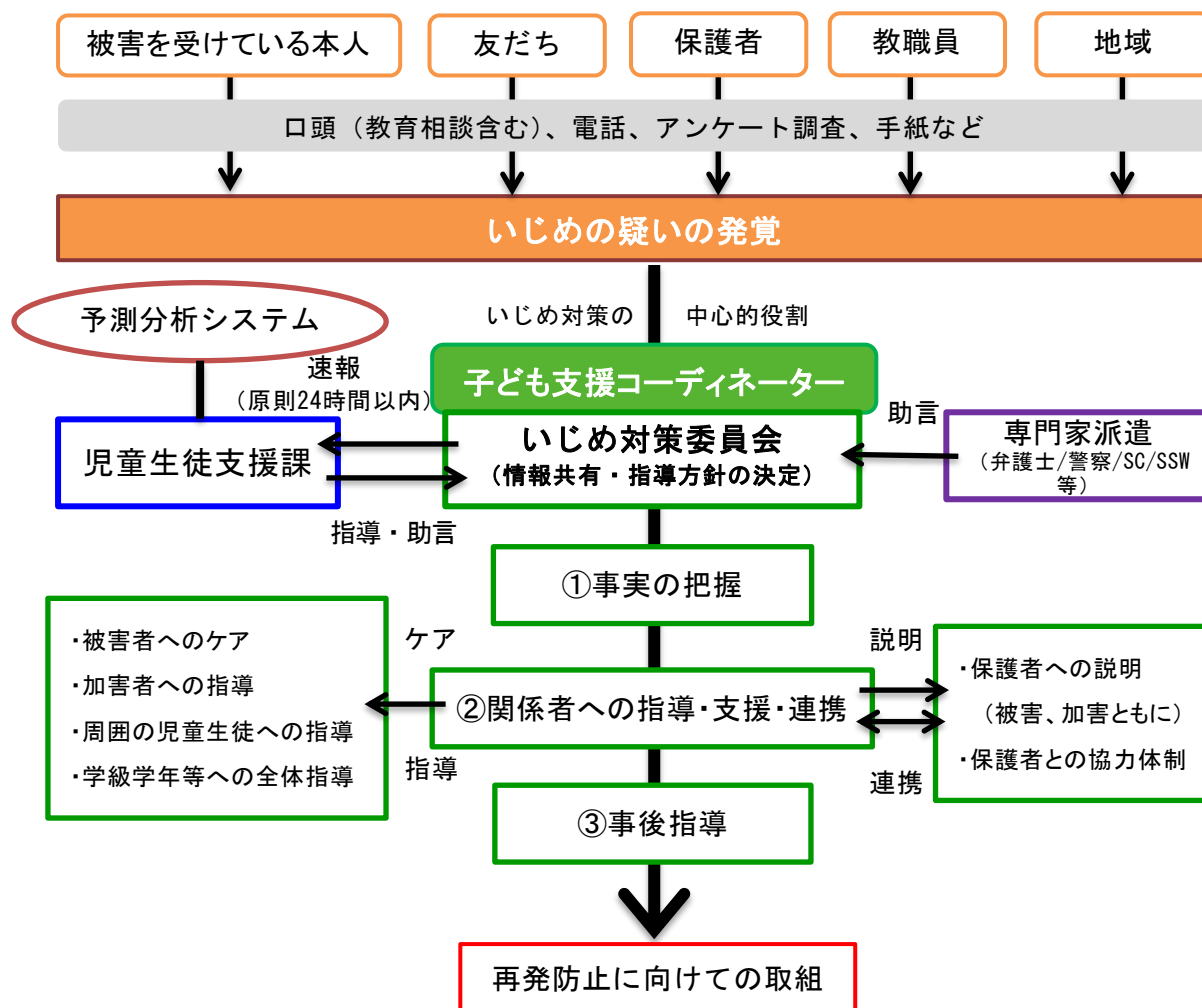 被害を受けている本人
友だち
保護者
教職員
地域
口頭（教育相談含む）、電話、アンケート調査、手紙など
いじめの疑いの発覚
いじめ対策の
中心的役割
予測分析システム
速報
（原則24時間以内）
子ども支援コーディネーター
いじめ対策委員会
（情報共有・指導方針の決定）
児童生徒支援課
指導・助言
助言
専門家派遣
（弁護士/警察/SC/SSW
等）
①事実の把握
ケア
・被害者へのケア
・加害者への指導
・周囲の児童生徒への指導
・学級学年等への全体指導
指導
②関係者への指導・支援・連携
説明
・保護者への説明
（被害、加害ともに）
・保護者との協力体制
連携
③事後指導
再発防止に向けての取組